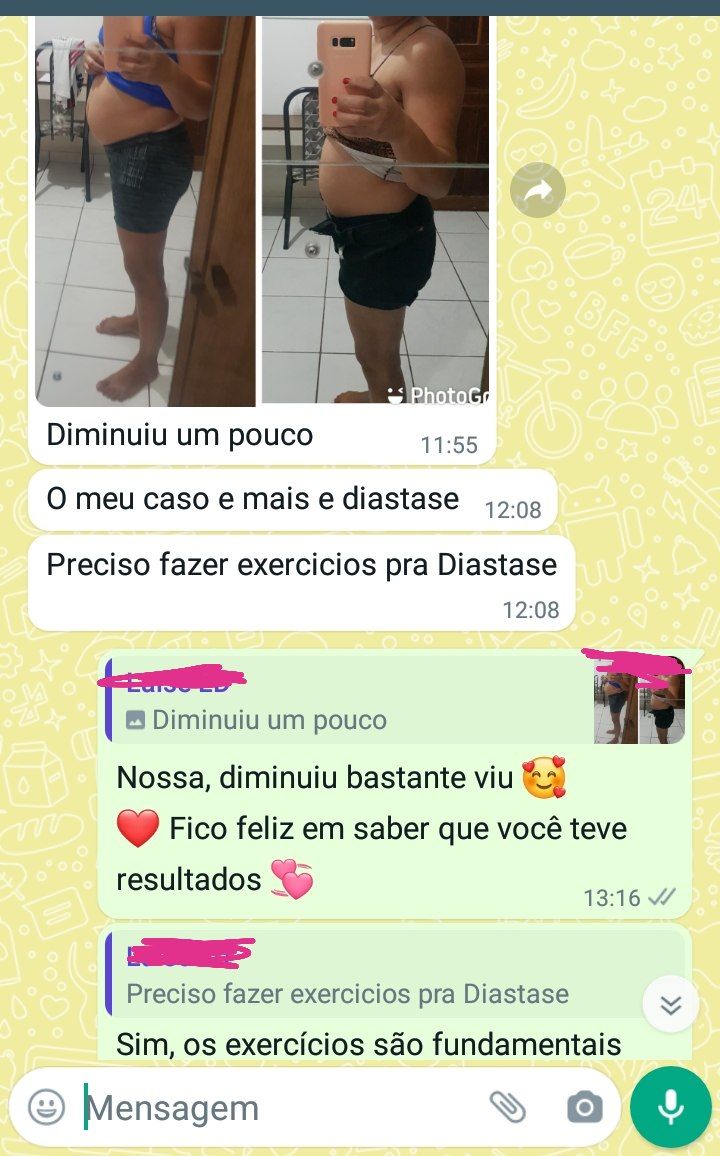 PhotoG
Diminuiu um pouco
11:55
O meu caso e mais e diastase
12:08
Preciso fazer exercicios pra Diastase
12:08
Diminuiu um pouco
Nossa, diminuiu bastante viu 🥰
❤️ Fico feliz em saber que você teve
resultados 💞
13:16
Preciso fazer exercicios pra Diastase
Sim, os exercícios são fundamentais
Mensagem